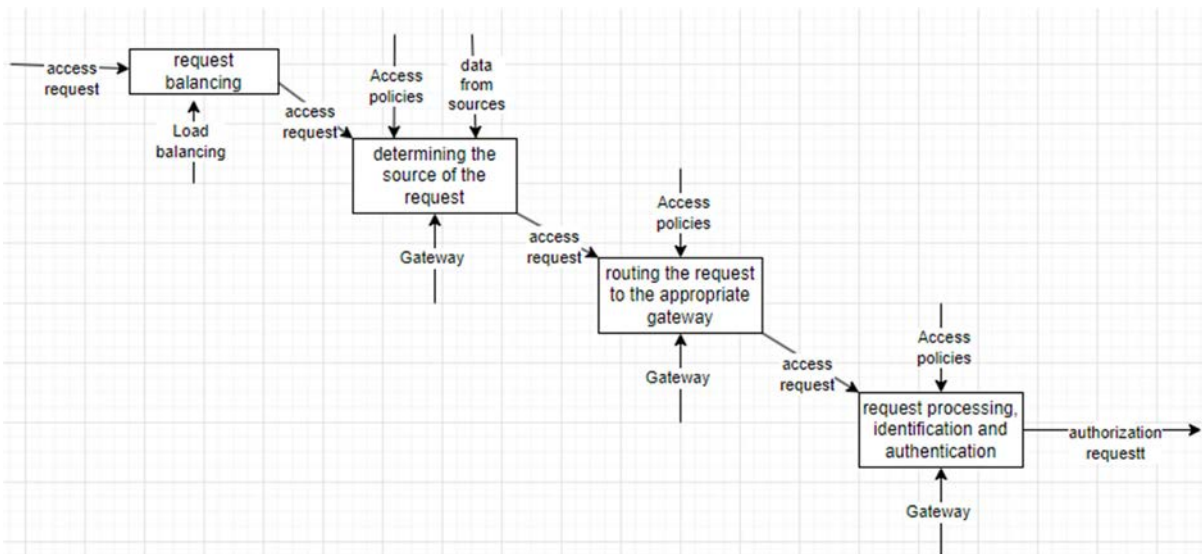 access
request
request
balancing
Load
balancing
access
request
Access
policies
data
from
sources
determining the
source of the
request
Gateway
access
request
Access
policies
routing the request
to the appropriate
gateway
Gateway
access
request
Access
policies
request processing,
identification and
authentication
Gateway
authorization
requestt